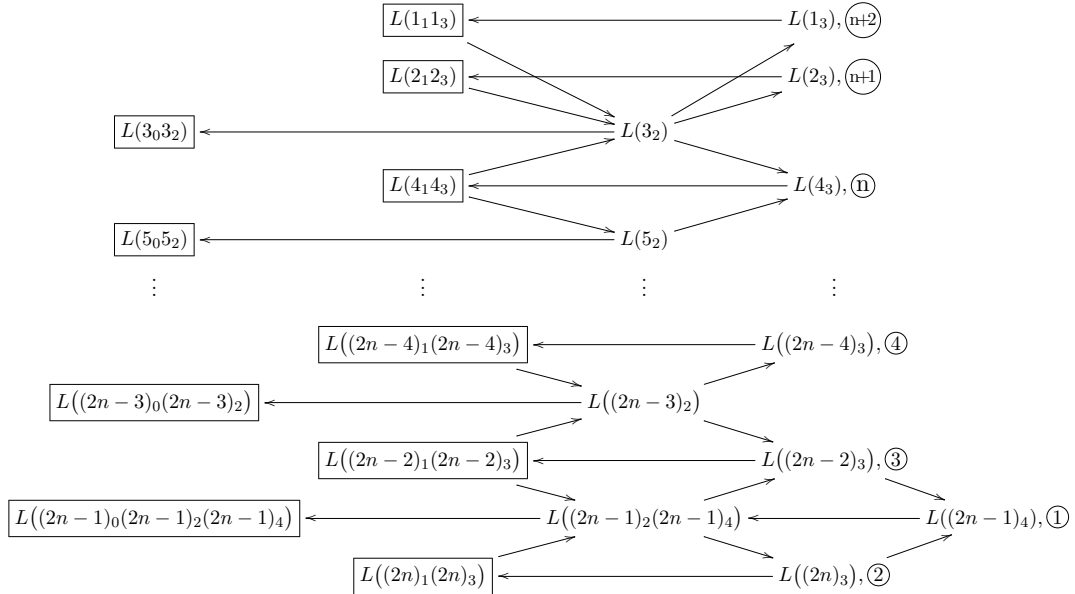 L(1₁1₃) L(1₃), ⓝ+2
L(2₁2₃) L(2₃), n+1
L(3₀3₂) L(3₂)
L(4₁4₃) L(4₃), n
L(5₀5₂) L(5₂)
⋮ ⋮ ⋮ ⋮
L((2n − 4)₁(2n − 4)₃) L((2n − 4)₃), ④
L((2n − 3)₀(2n − 3)₂) L((2n − 3)₂)
L((2n − 2)₁(2n − 2)₃) L((2n − 2)₃), ③
L((2n − 1)₀(2n − 1)₂(2n − 1)₄) L((2n − 1)₂(2n − 1)₄) L((2n − 1)₄), ①
L((2n)₁(2n)₃) L((2n)₃), ②